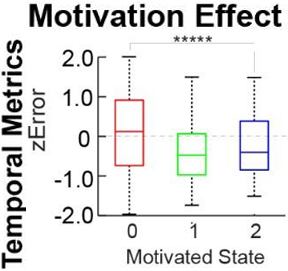 Motivation Effect
*****
Temporal Metrics
zError
2.0
1.0
0
-1.0
-2.0
0 1 2
Motivated State